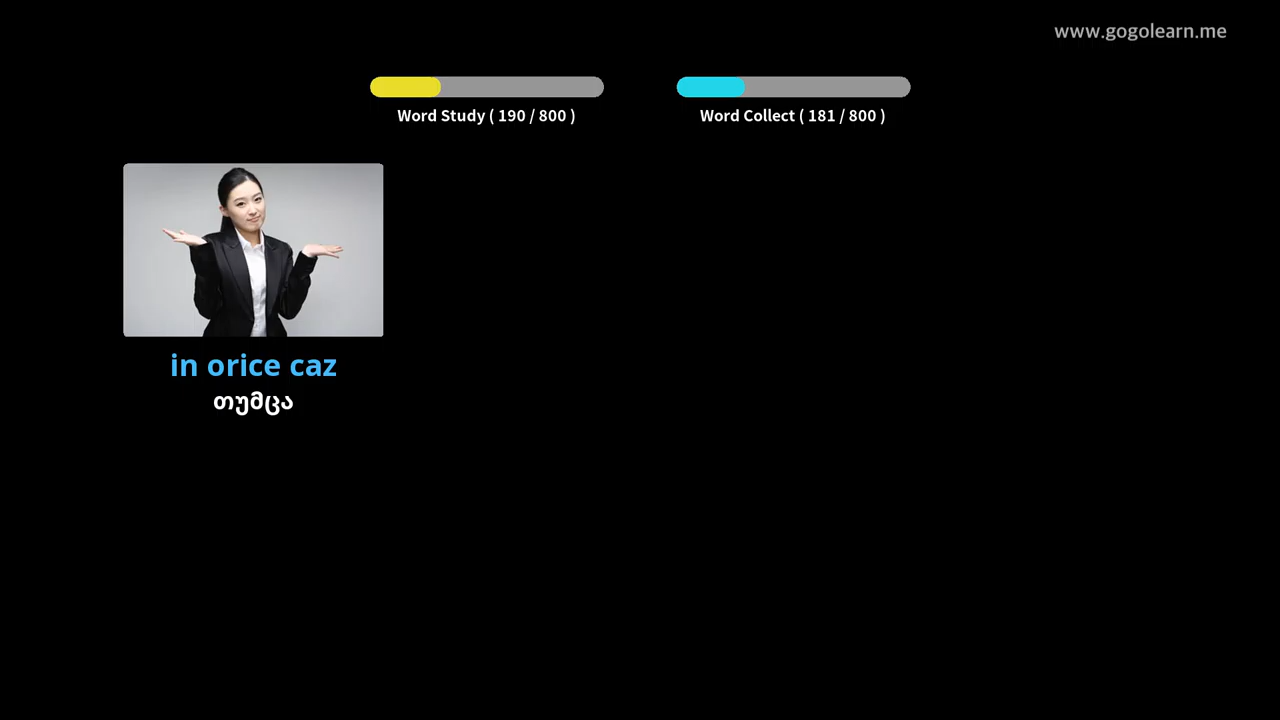 www.gogolearn.me
Word Study ( 190 / 800 )
Word Collect ( 181 / 800 )
in orice caz
თუმცა